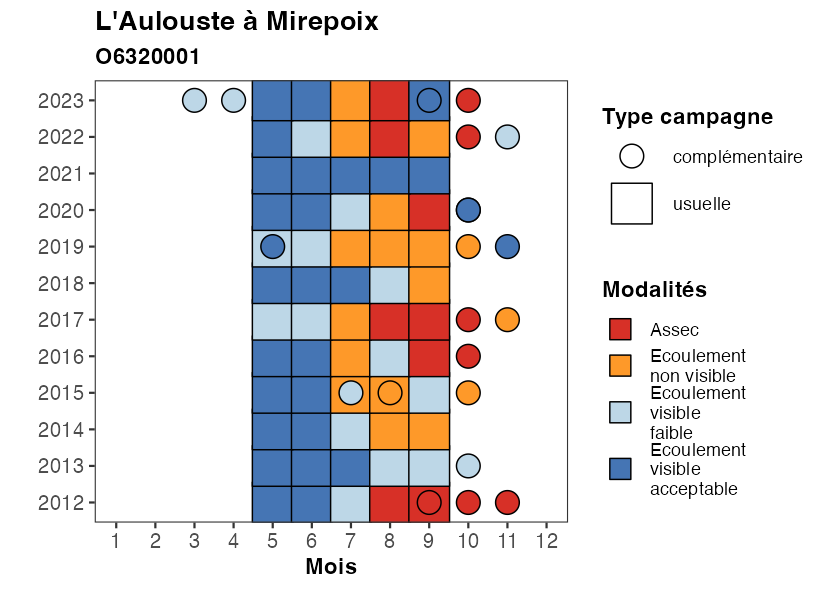 L'Aulouste à Mirepoix
O6320001
2023
2022
2021
2020
2019
2018
2017
2016
2015
2014
2013
2012
1 2 3 4 5 6 7 8 9 10 11 12
Mois
Type campagne
complémentaire
usuelle
Modalités
Assec
Ecoulement
non visible
Ecoulement
visible
faible
Ecoulement
visible
acceptable